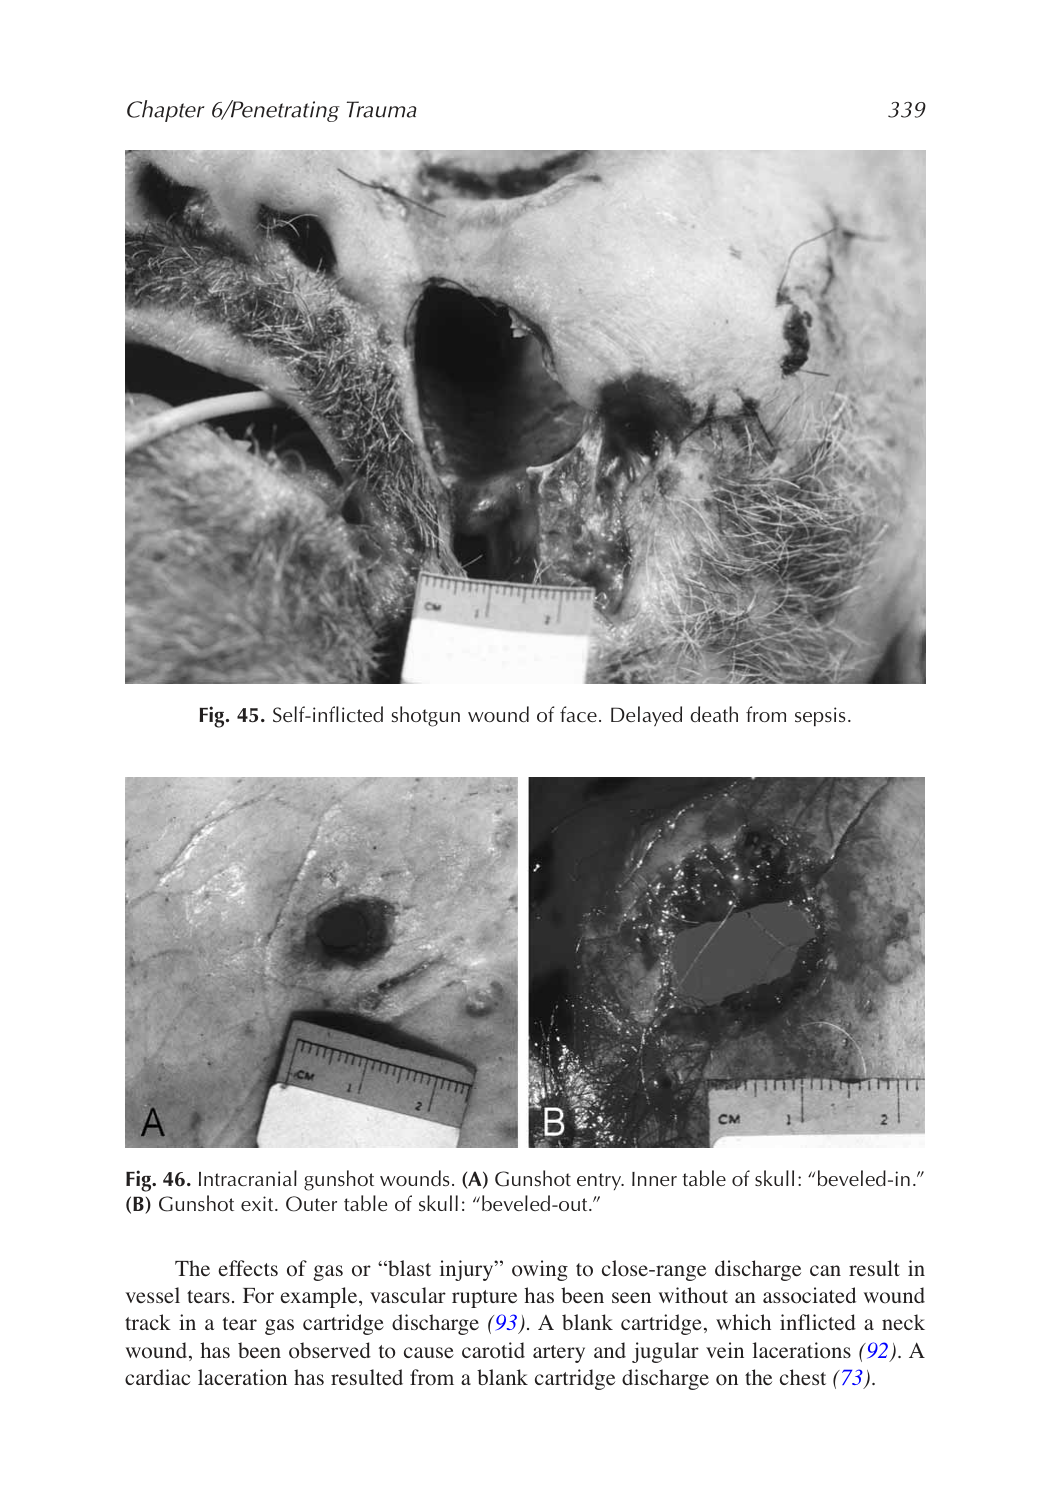 Chapter 6/Penetrating Trauma 339
CM 1 2
Fig. 45. Self-inflicted shotgun wound of face. Delayed death from sepsis.
CM 1 2
A
CM 1 2
B
Fig. 46. Intracranial gunshot wounds. (A) Gunshot entry. Inner table of skull: “beveled-in.”
(B) Gunshot exit. Outer table of skull: “beveled-out.”
The effects of gas or “blast injury” owing to close-range discharge can result in
vessel tears. For example, vascular rupture has been seen without an associated wound
track in a tear gas cartridge discharge (93). A blank cartridge, which inflicted a neck
wound, has been observed to cause carotid artery and jugular vein lacerations (92). A
cardiac laceration has resulted from a blank cartridge discharge on the chest (73).